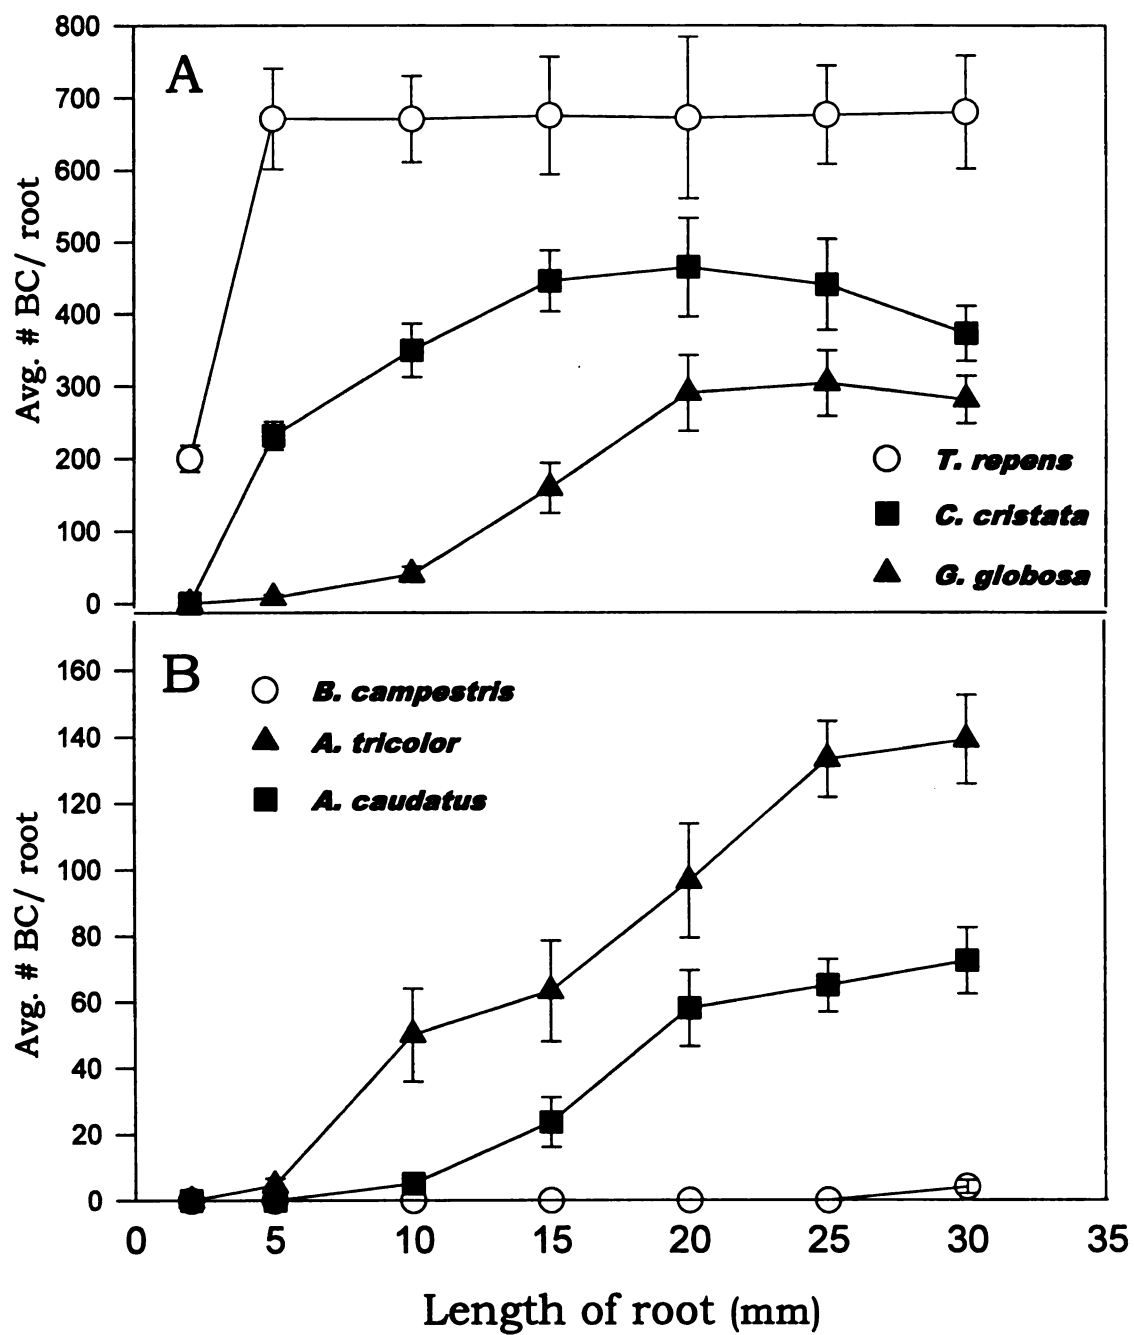 A
Avg. # BC/ root
800
700
600
500
400
300
200
100
0
T. repens
C. cristata
G. globosa
B
Avg. # BC/ root
160
140
120
100
80
60
40
20
0
B. campestris
A. tricolor
A. caudatus
0 5 10 15 20 25 30 35
Length of root (mm)